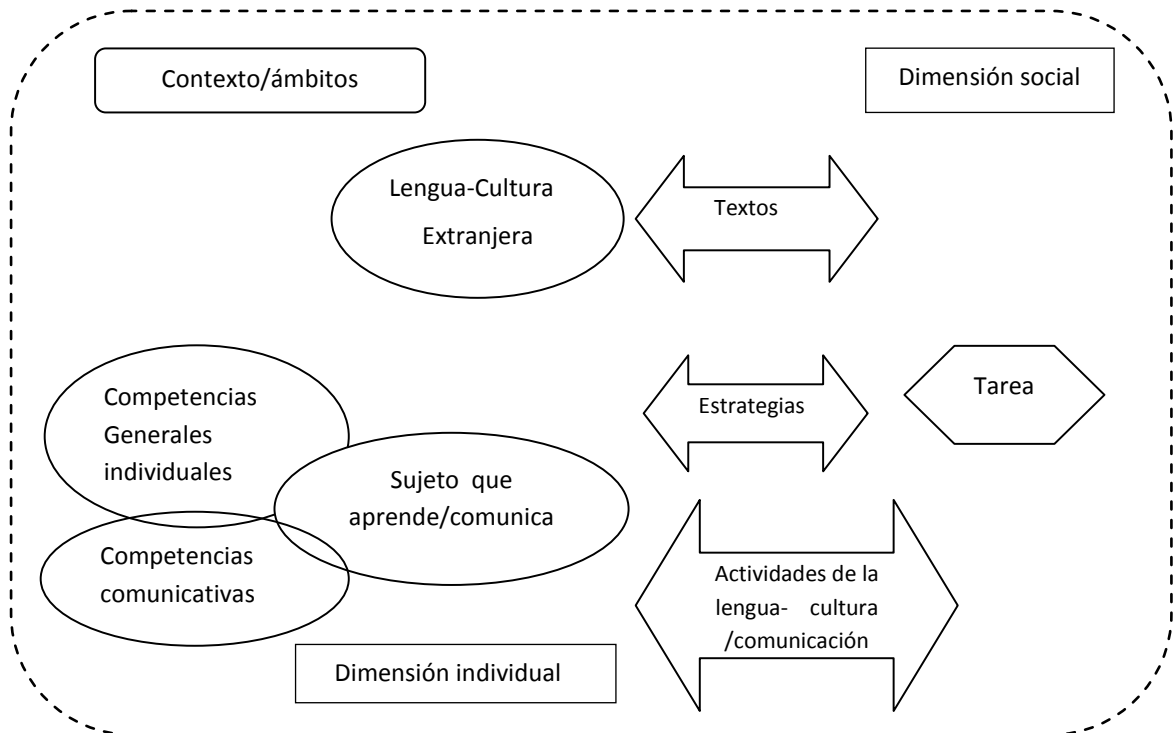 Contexto/ámbitos
Dimensión social
Lengua-Cultura
Extranjera
Textos
Competencias
Generales
individuales
Estrategias
Tarea
Sujeto que
aprende/comunica
Competencias
comunicativas
Actividades de la
lengua- cultura
/comunicación
Dimensión individual